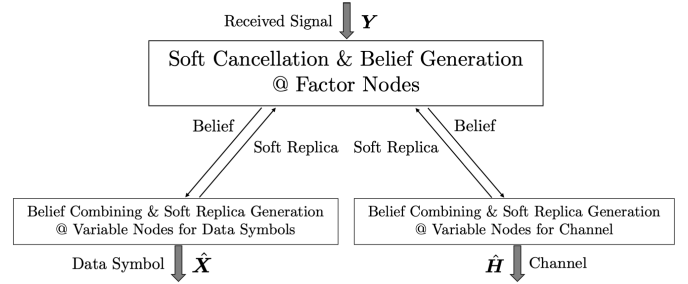 Received Signal Y
Soft Cancellation & Belief Generation
@ Factor Nodes
Belief
Soft Replica
Soft Replica
Belief
Belief Combining & Soft Replica Generation
@ Variable Nodes for Data Symbols
Belief Combining & Soft Replica Generation
@ Variable Nodes for Channel
Data Symbol X̂
Ĥ Channel